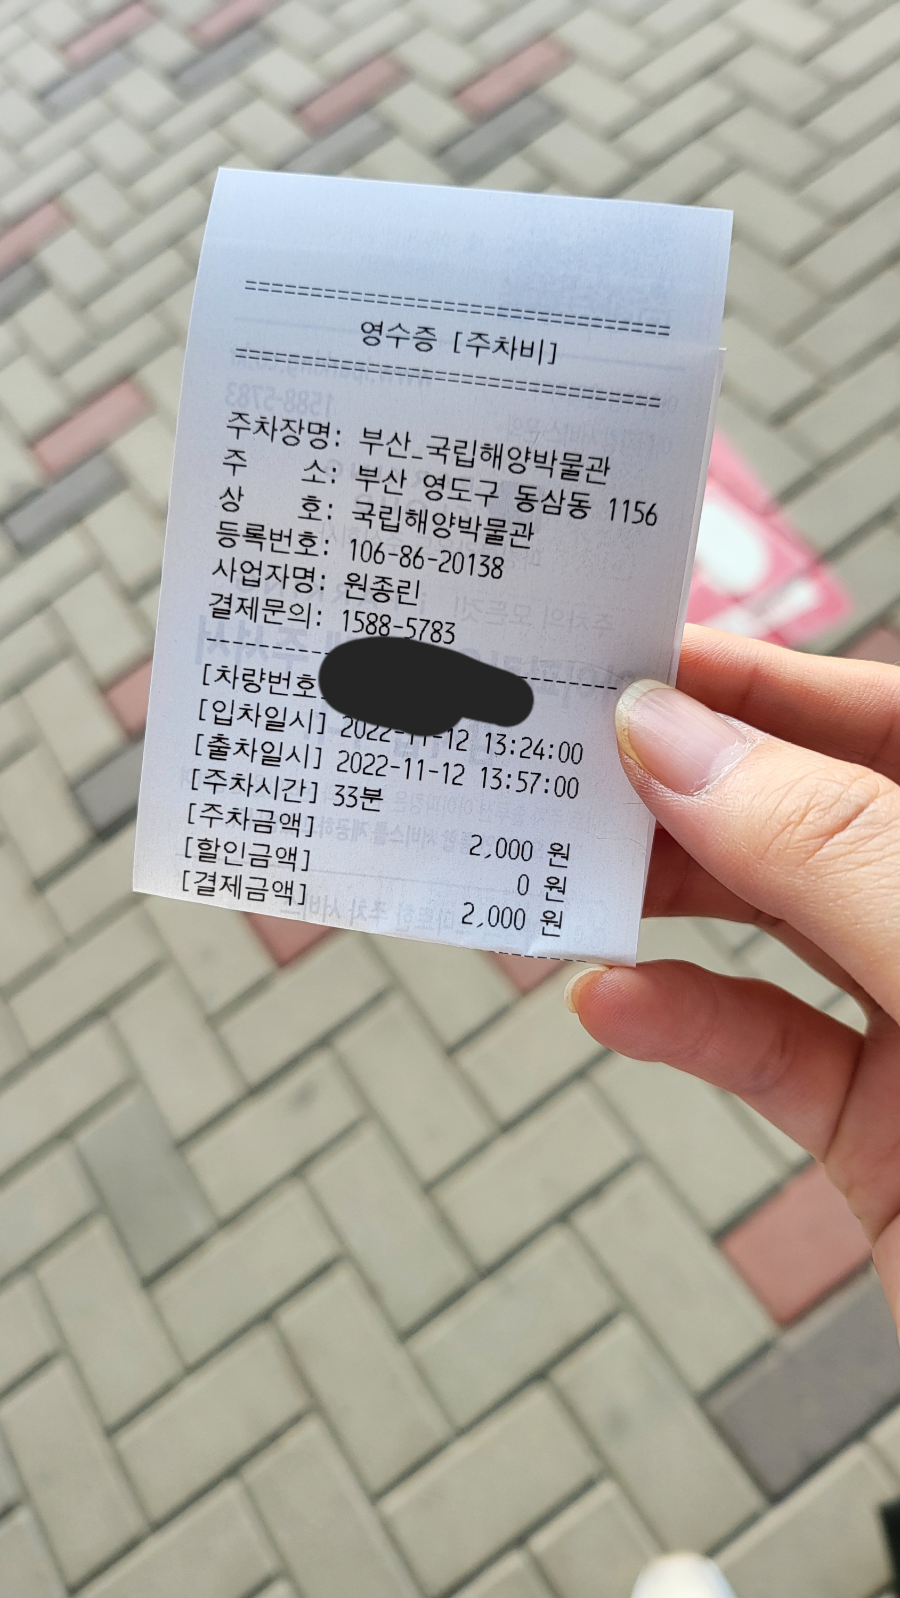 ================================
영수증 [주차비]
================================
주차장명: 부산_국립해양박물관
주 소: 부산 영도구 동삼동 1156
상 호: 국립해양박물관
등록번호: 106-86-20138
사업자명: 원종린
결제문의: 1588-5783
[차량번호
[입차일시] 2022-11-12 13:24:00
[출차일시] 2022-11-12 13:57:00
[주차시간] 33분
[주차금액] 2,000 원
[할인금액] 0 원
[결제금액] 2,000 원